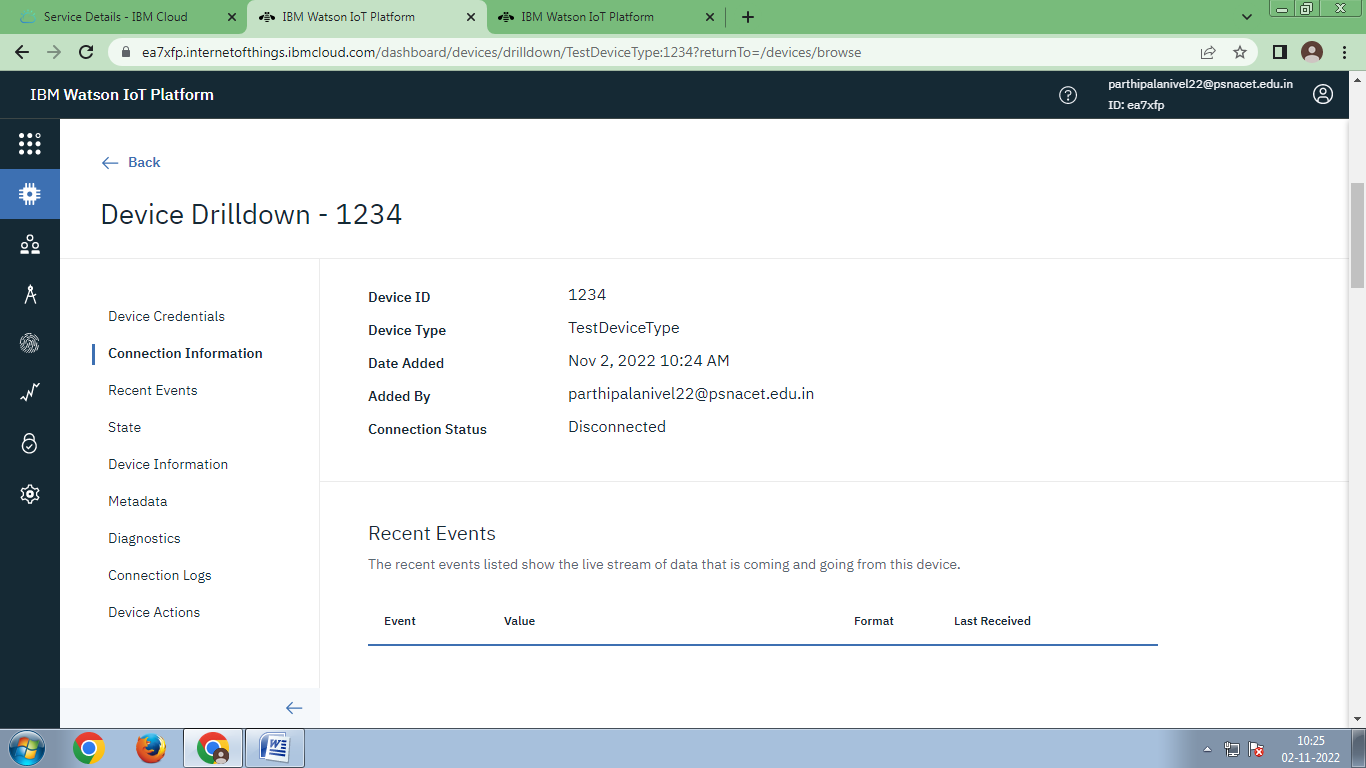 Service Details - IBM Cloud
IBM Watson IoT Platform
IBM Watson IoT Platform
ea7xfp.internetofthings.ibmcloud.com/dashboard/devices/drilldown/TestDeviceType:1234?returnTo=/devices/browse
IBM Watson IoT Platform
parthipalanivel22@psnacet.edu.in
ID: ea7xfp
Back
Device Drilldown - 1234
Device Credentials
Connection Information
Recent Events
State
Device Information
Metadata
Diagnostics
Connection Logs
Device Actions
Device ID 1234
Device Type TestDeviceType
Date Added Nov 2, 2022 10:24 AM
Added By parthipalanivel22@psnacet.edu.in
Connection Status Disconnected
Recent Events
The recent events listed show the live stream of data that is coming and going from this device.
Event Value Format Last Received
10:25
02-11-2022